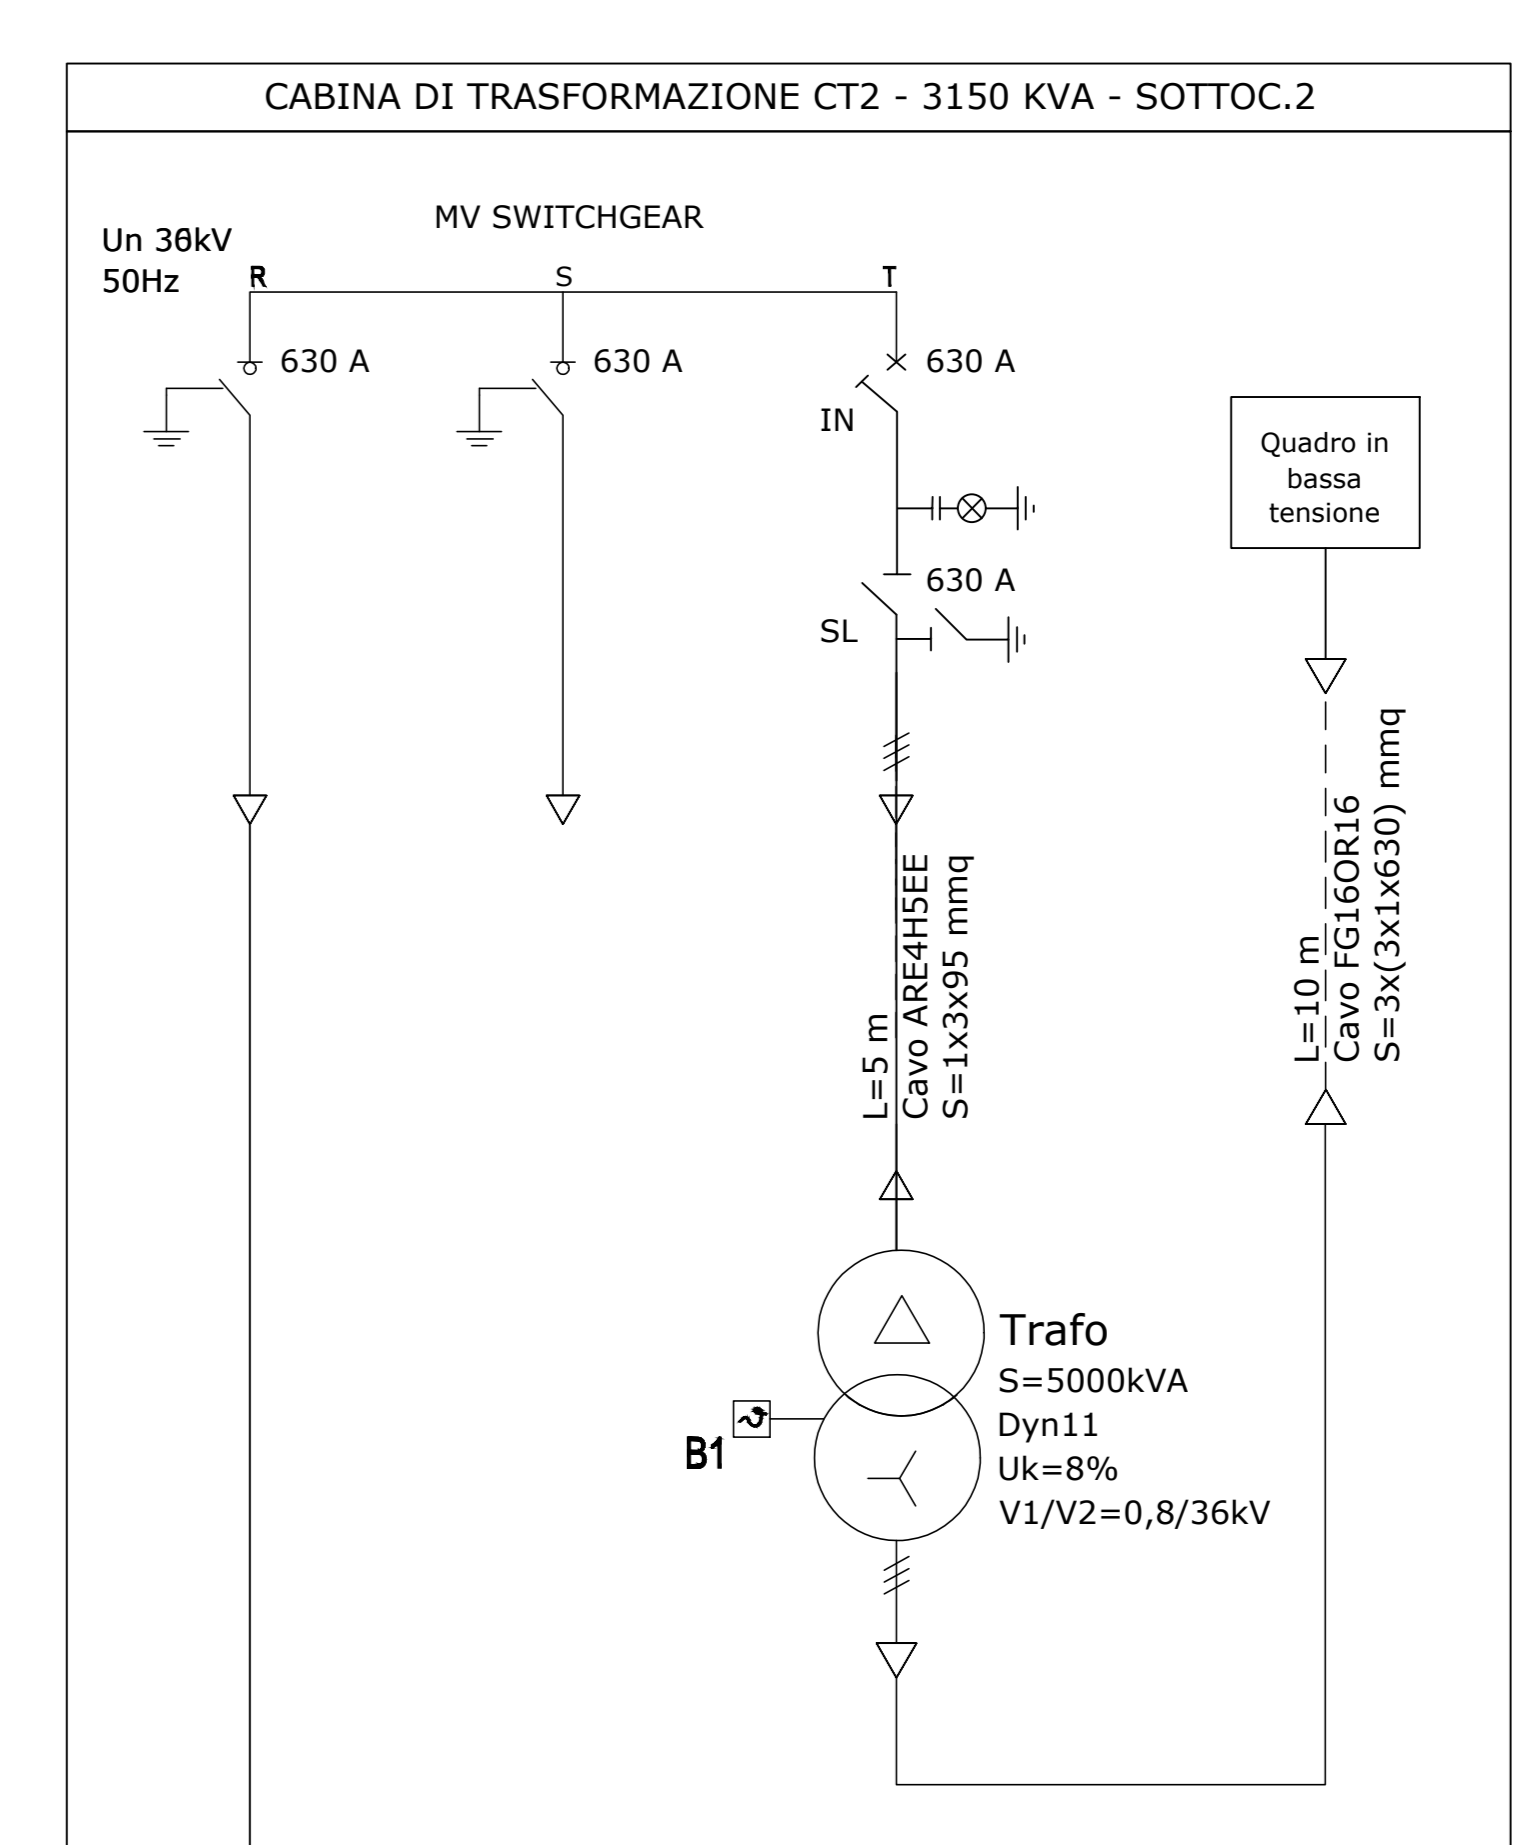 CABINA DI TRASFORMAZIONE CT2 - 3150 KVA - SOTTOC.2
MV SWITCHGEAR
Un
50Hz
R
S
T
630 A
630 A
630 A
IN
Quadro in
bassa
tensione
630 A
SL
L=5 m
Cavo ARE4H5EE
S=1x3x95 mmq
L=10 m
Cavo FG16OR16
S=3x(3x1x630) mmq
Trafo
S=5000kVA
Dyn11
Uk=8%
V1/V2=0,8/36kV
B1